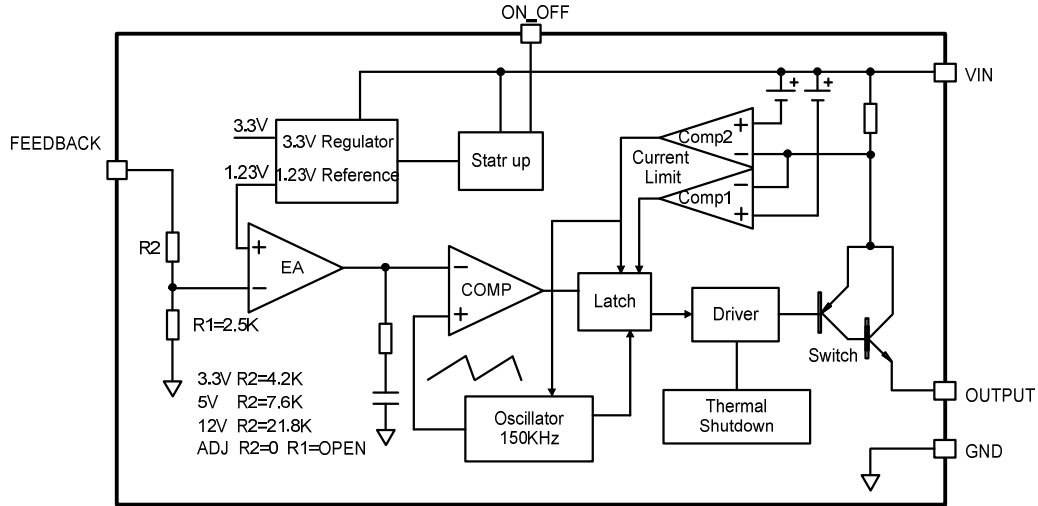 ON_OFF
VIN
FEEDBACK
3.3V
3.3V Regulator
1.23V
1.23V Reference
Statr up
+
+
Comp2
+
−
Current
Limit
Comp1
−
+
R2
+
EA
−
−
COMP
+
Latch
Driver
Switch
R1=2.5K
3.3V R2=4.2K
5V R2=7.6K
12V R2=21.8K
ADJ R2=0 R1=OPEN
Oscillator
150KHz
Thermal
Shutdown
OUTPUT
GND